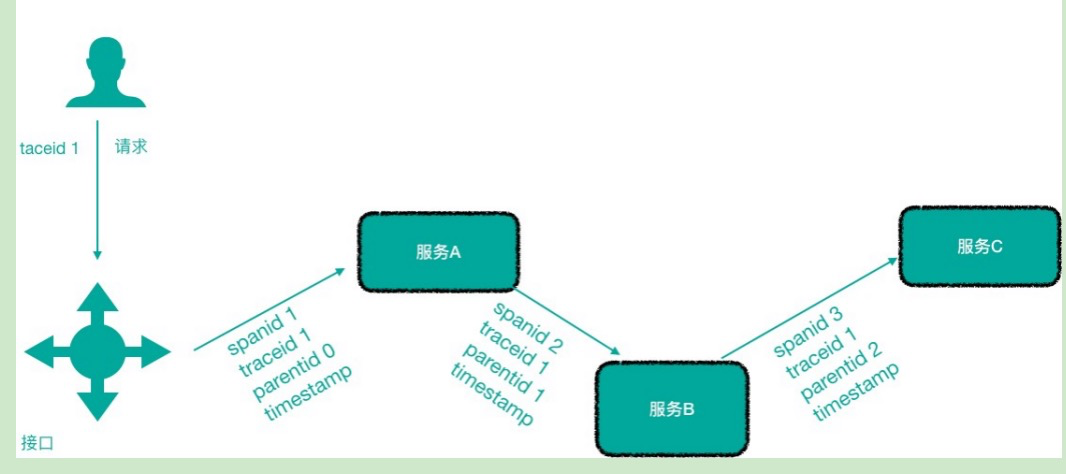 taceid 1
请求
接口
spanid 1
traceid 1
parentid 0
timestamp
服务A
spanid 2
traceid 1
parentid 1
timestamp
服务B
spanid 3
traceid 1
parentid 2
timestamp
服务C